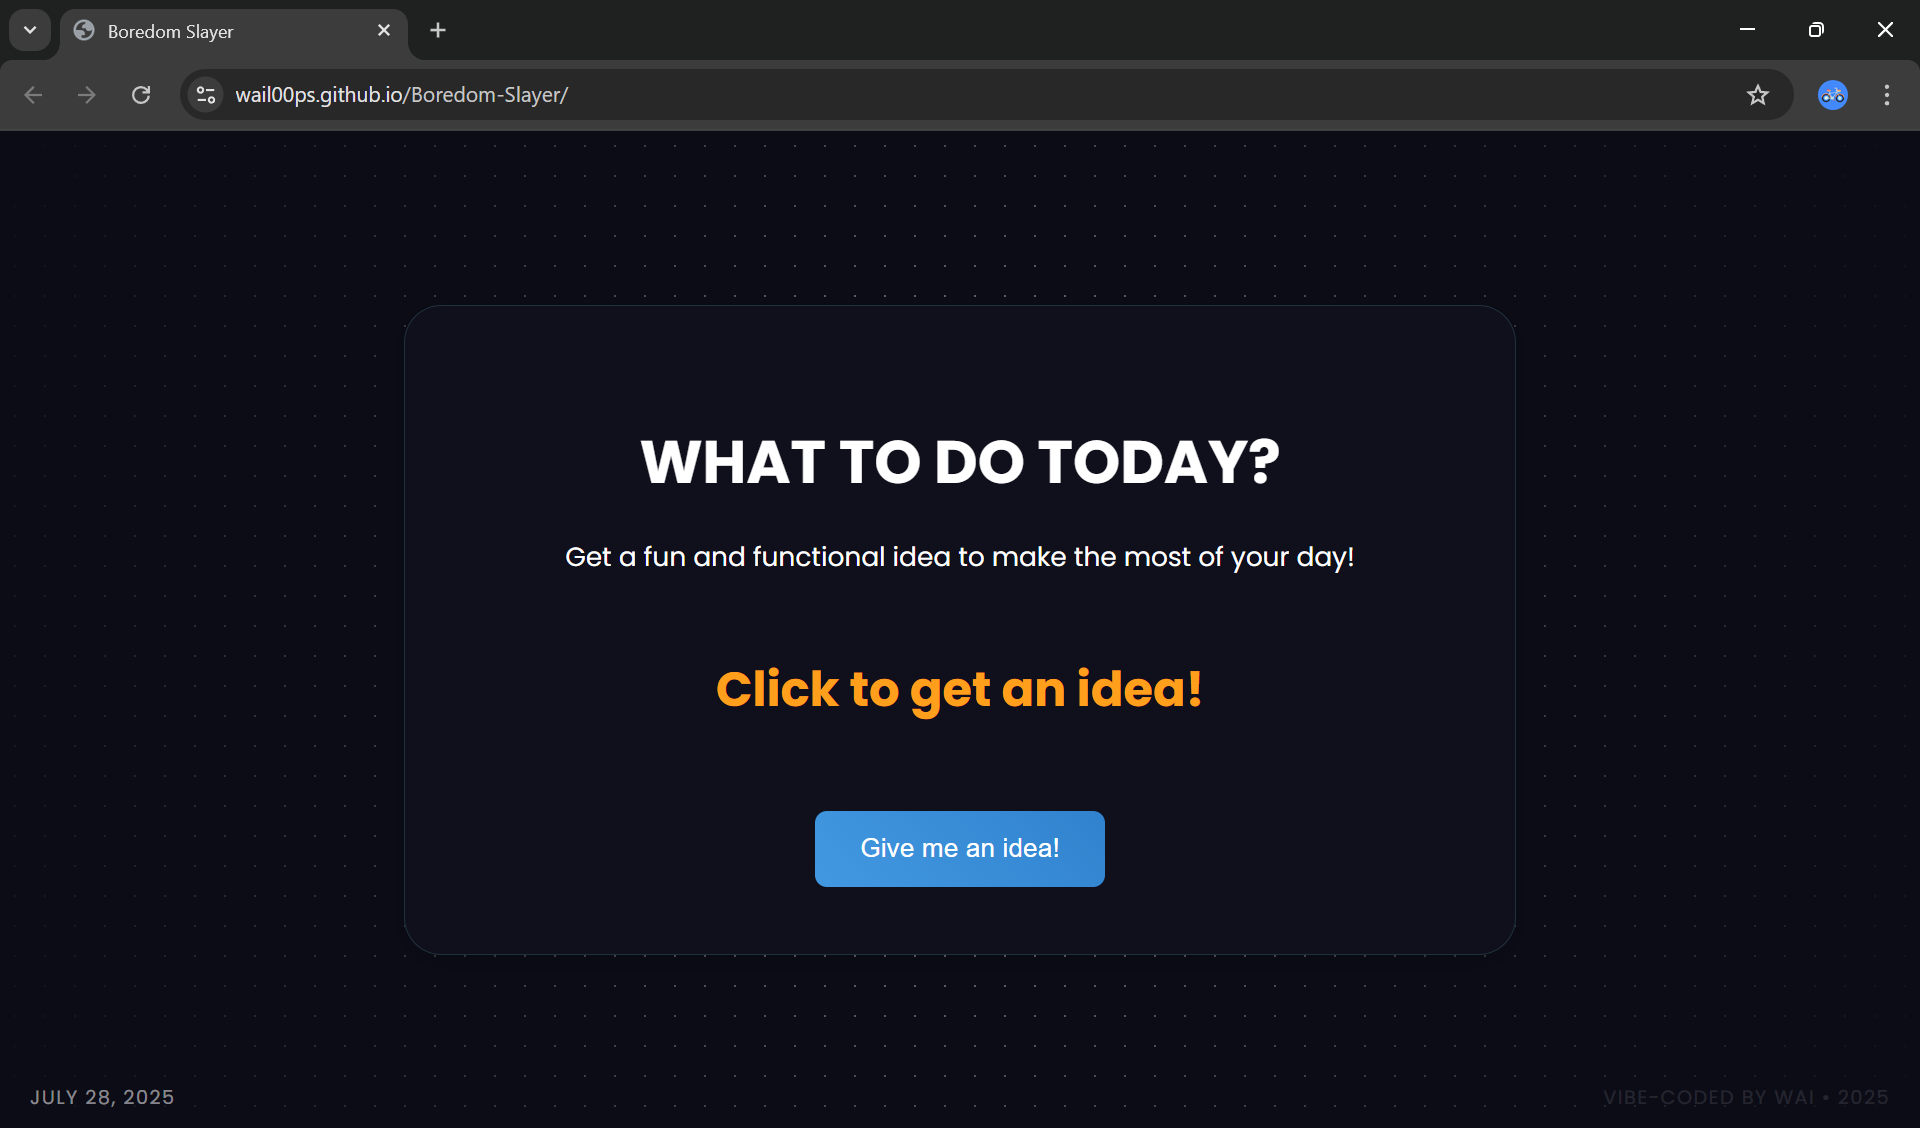 Boredom Slayer
wail00ps.github.io/Boredom-Slayer/
WHAT TO DO TODAY?
Get a fun and functional idea to make the most of your day!
Click to get an idea!
Give me an idea!
JULY 28, 2025
VIBE-CODED BY WAI • 2025